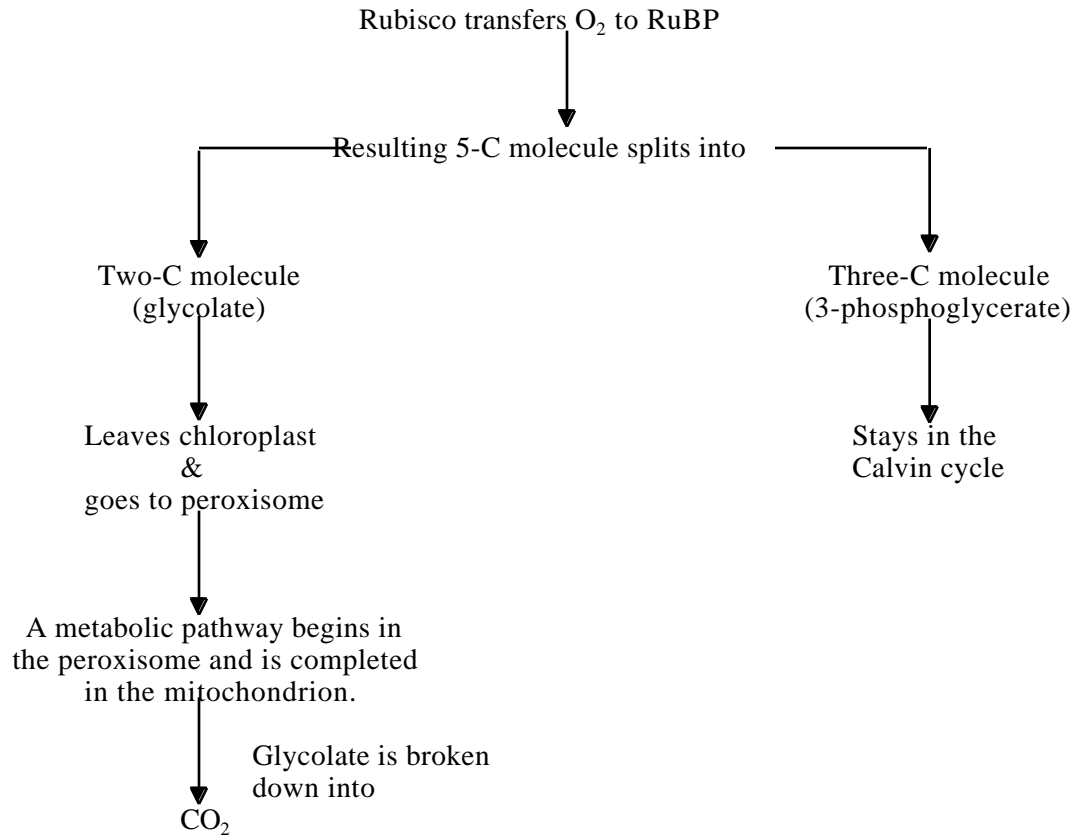 Rubisco transfers O₂ to RuBP
Resulting 5-C molecule splits into
Two-C molecule
(glycolate)
Three-C molecule
(3-phosphoglycerate)
Leaves chloroplast
&
goes to peroxisome
Stays in the
Calvin cycle
A metabolic pathway begins in
the peroxisome and is completed
in the mitochondrion.
Glycolate is broken
down into
CO₂